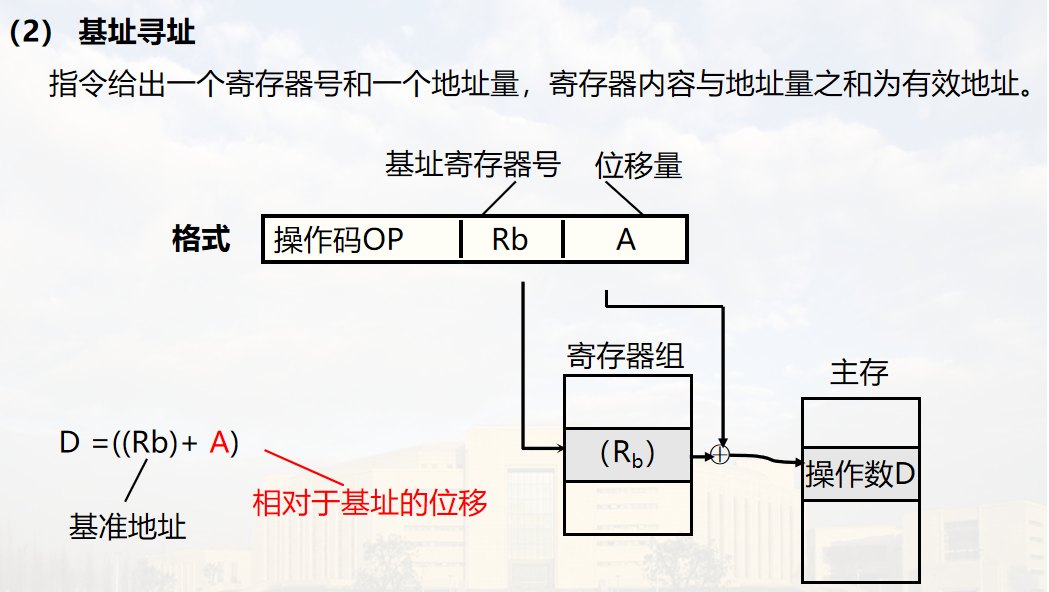 （2） 基址寻址
指令给出一个寄存器号和一个地址量，寄存器内容与地址量之和为有效地址。
基址寄存器号 位移量
格式 操作码OP Rb A
寄存器组
主存
D =((Rb)+ A)
（Rb）
操作数D
相对于基址的位移
基准地址